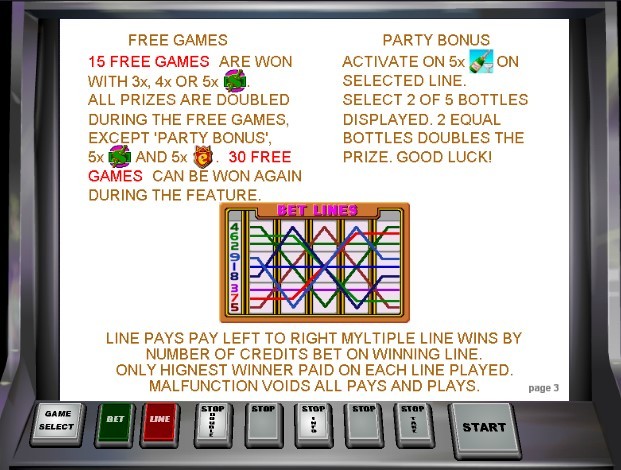 FREE GAMES
15 FREE GAMES ARE WON
WITH 3x, 4x OR 5x .
ALL PRIZES ARE DOUBLED
DURING THE FREE GAMES,
EXCEPT 'PARTY BONUS',
5x AND 5x . 30 FREE
GAMES CAN BE WON AGAIN
DURING THE FEATURE.
PARTY BONUS
ACTIVATE ON 5x ON
SELECTED LINE.
SELECT 2 OF 5 BOTTLES
DISPLAYED. 2 EQUAL
BOTTLES DOUBLES THE
PRIZE. GOOD LUCK!
BET LINES
4
6
2
9
1
8
3
7
5
LINE PAYS PAY LEFT TO RIGHT MYLTIPLE LINE WINS BY
NUMBER OF CREDITS BET ON WINNING LINE.
ONLY HIGHEST WINNER PAID ON EACH LINE PLAYED.
MALFUNCTION VOIDS ALL PAYS AND PLAYS.
page 3
GAME
SELECT
BET
LINE
STOP
DOUBLE
STOP
STOP
INFO
STOP
STOP
TAKE
START